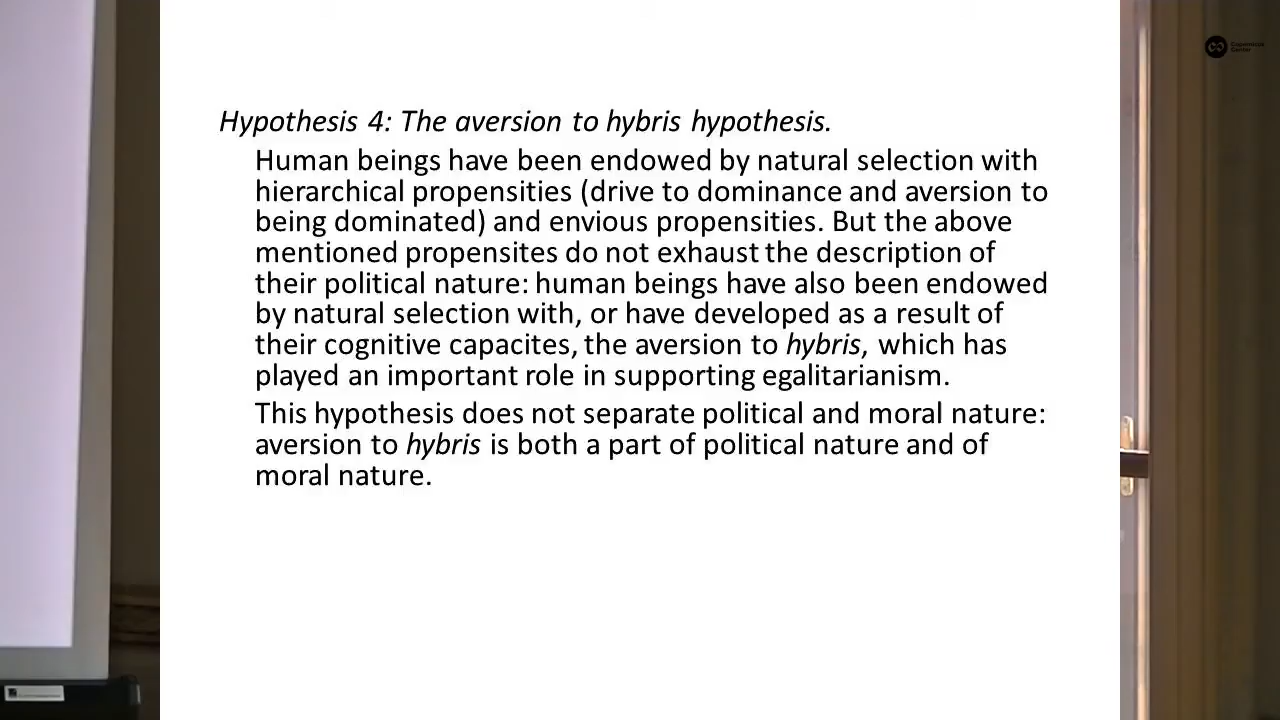 Copernicus
Center
Hypothesis 4: The aversion to hybris hypothesis.
Human beings have been endowed by natural selection with
hierarchical propensities (drive to dominance and aversion to
being dominated) and envious propensities. But the above
mentioned propensites do not exhaust the description of
their political nature: human beings have also been endowed
by natural selection with, or have developed as a result of
their cognitive capacites, the aversion to hybris, which has
played an important role in supporting egalitarianism.
This hypothesis does not separate political and moral nature:
aversion to hybris is both a part of political nature and of
moral nature.